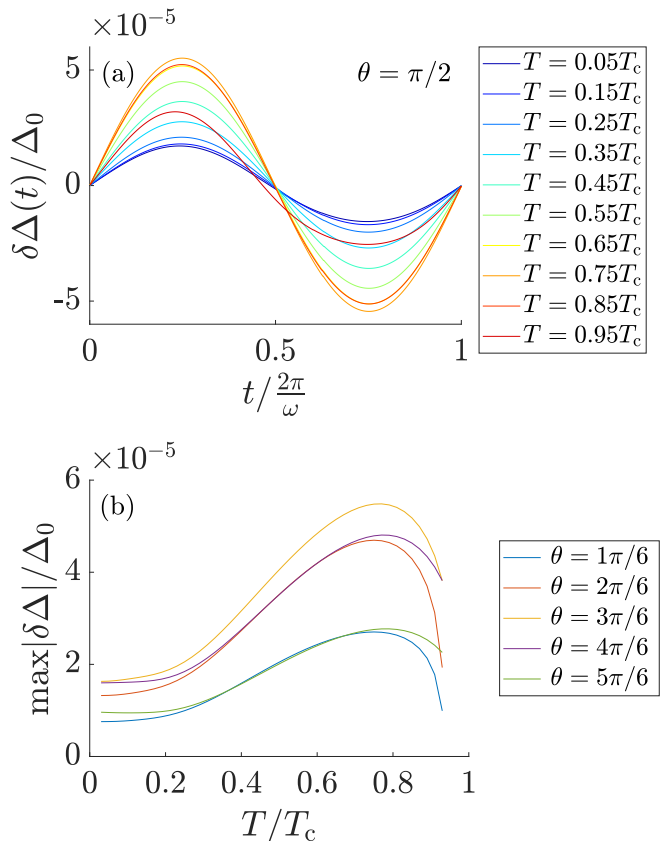 ×10⁻⁵
(a)
θ = π/2
5
0
-5
δΔ(t)/Δ₀
0 0.5 1
t/ 2π/ω
T = 0.05T_c
T = 0.15T_c
T = 0.25T_c
T = 0.35T_c
T = 0.45T_c
T = 0.55T_c
T = 0.65T_c
T = 0.75T_c
T = 0.85T_c
T = 0.95T_c
×10⁻⁵
(b)
6
4
2
0
max|δΔ|/Δ₀
0 0.2 0.4 0.6 0.8 1
T/T_c
θ = 1π/6
θ = 2π/6
θ = 3π/6
θ = 4π/6
θ = 5π/6